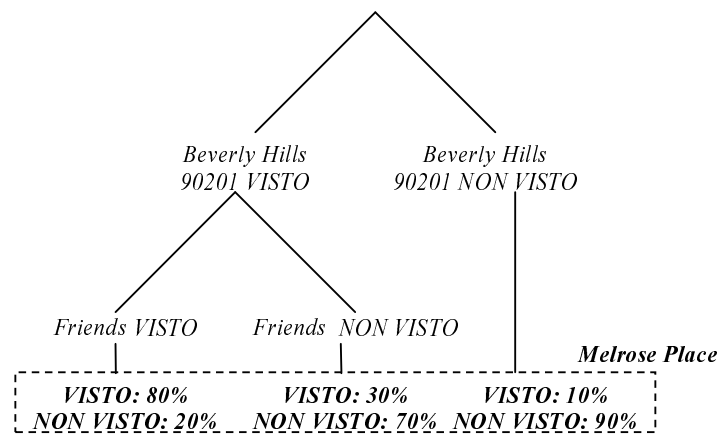 Beverly Hills
90201 VISTO
Beverly Hills
90201 NON VISTO
Friends VISTO
Friends NON VISTO
Melrose Place
VISTO: 80%
NON VISTO: 20%
VISTO: 30%
NON VISTO: 70%
VISTO: 10%
NON VISTO: 90%